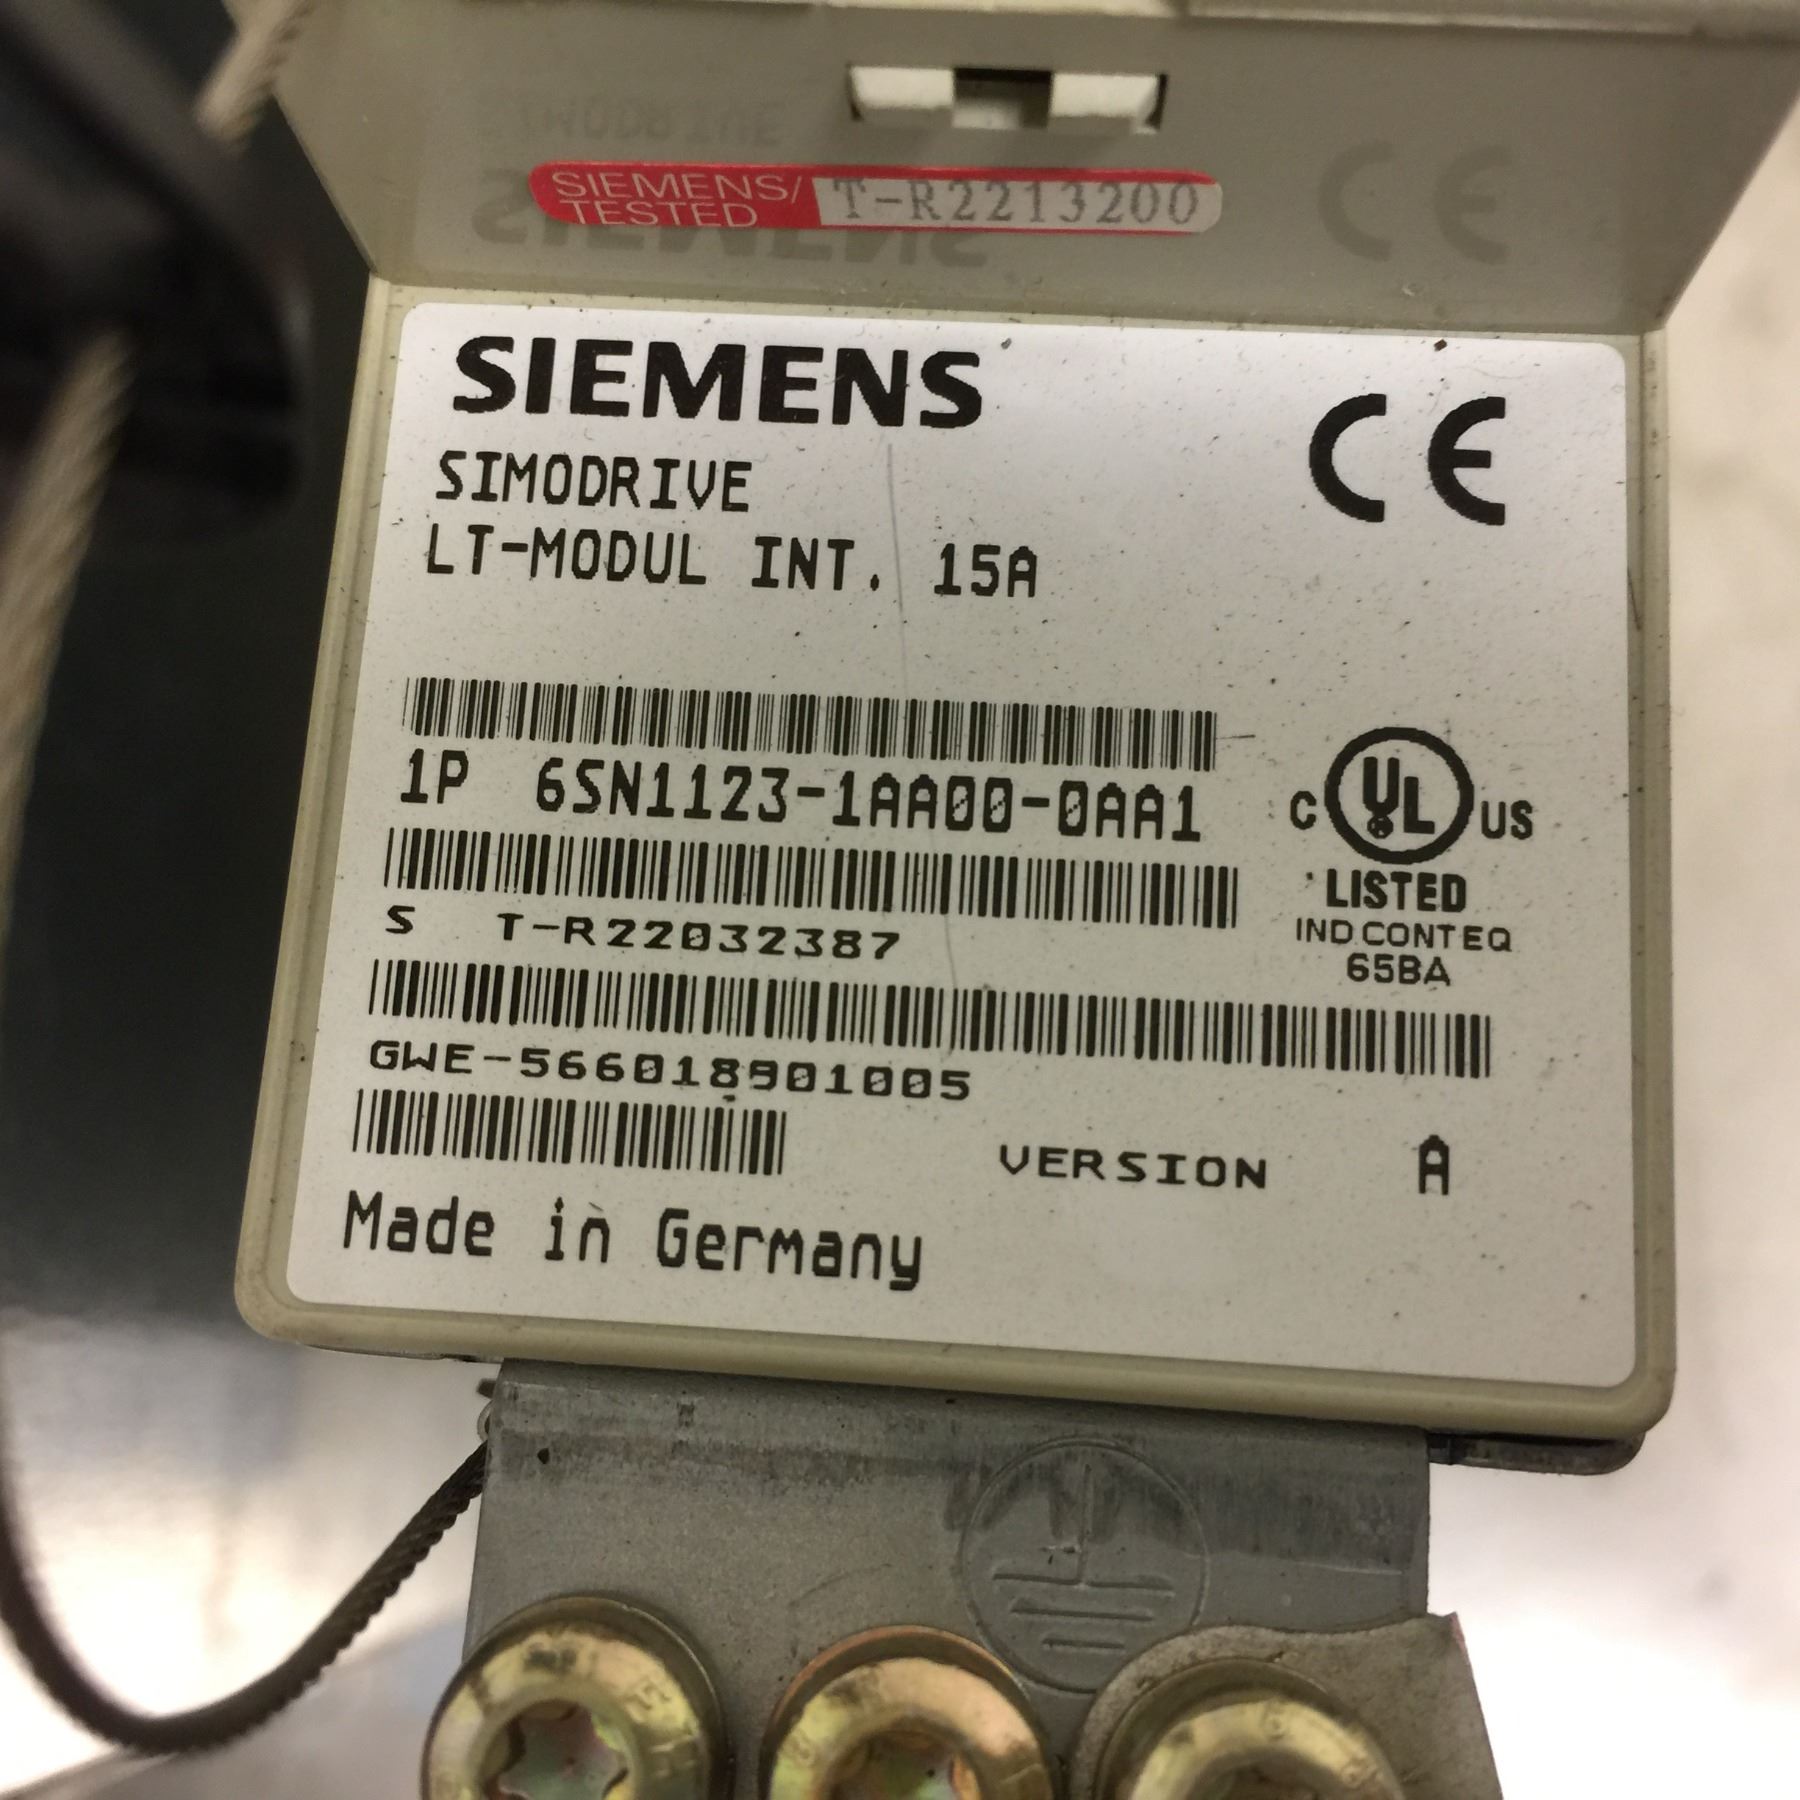 SIEMENS/
TESTED
T-R2213200
SIEMENS
CE
SIMODRIVE
LT-MODUL INT. 15A
1P 6SN1123-1AA00-0AA1
C UL US
LISTED
IND.CONT.EQ
65BA
S T-R22032387
GWE-566018901005
VERSION A
Made in Germany